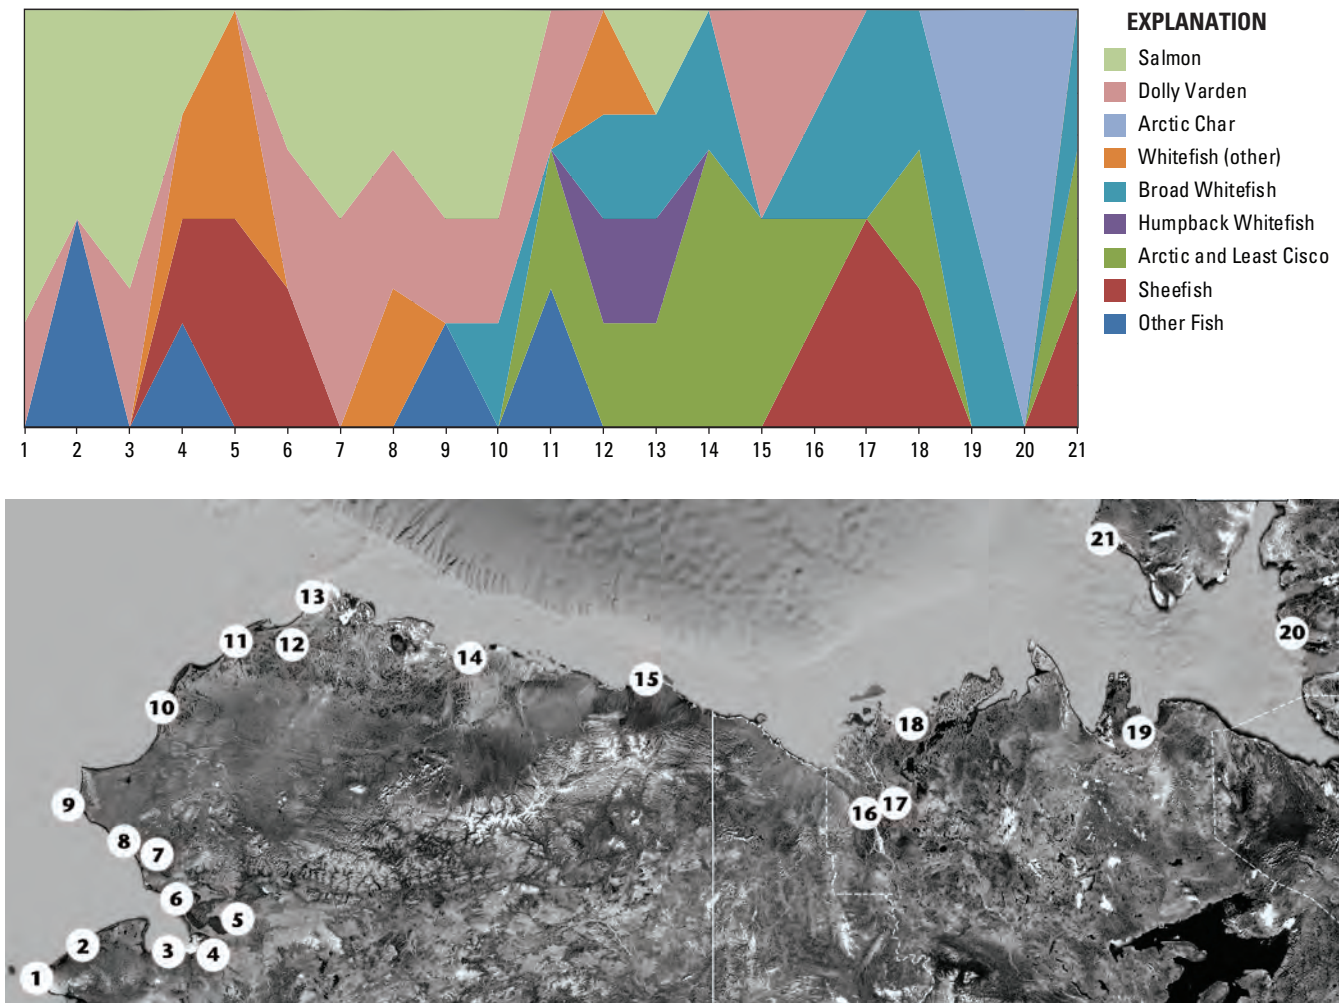 EXPLANATION
Salmon
Dolly Varden
Arctic Char
Whitefish (other)
Broad Whitefish
Humpback Whitefish
Arctic and Least Cisco
Sheefish
Other Fish
1 2 3 4 5 6 7 8 9 10 11 12 13 14 15 16 17 18 19 20 21
21
13
11
12
20
14
15
10
18
19
9
16
17
8
7
6
5
2
3
4
1